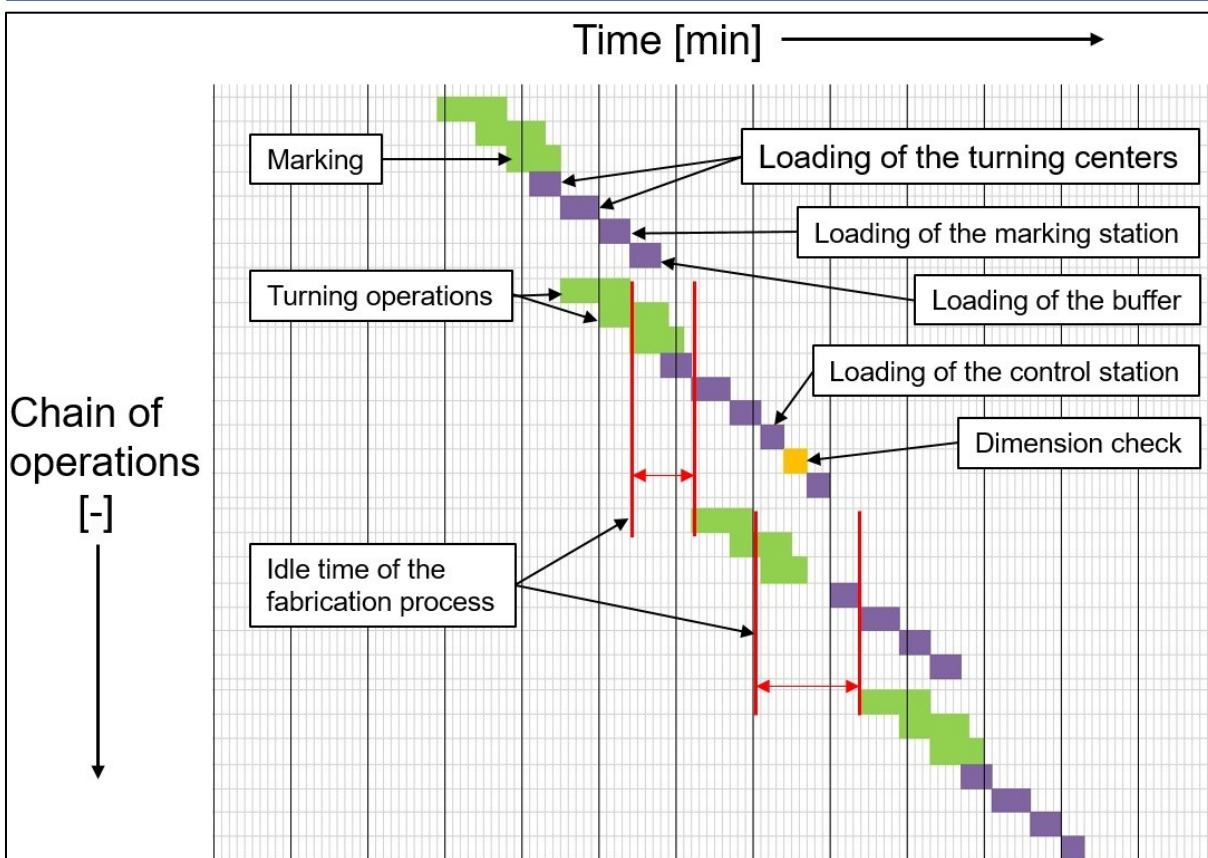 Time [min]
Marking
Loading of the turning centers
Loading of the marking station
Turning operations
Loading of the buffer
Loading of the control station
Chain of
operations
[-]
Dimension check
Idle time of the
fabrication process